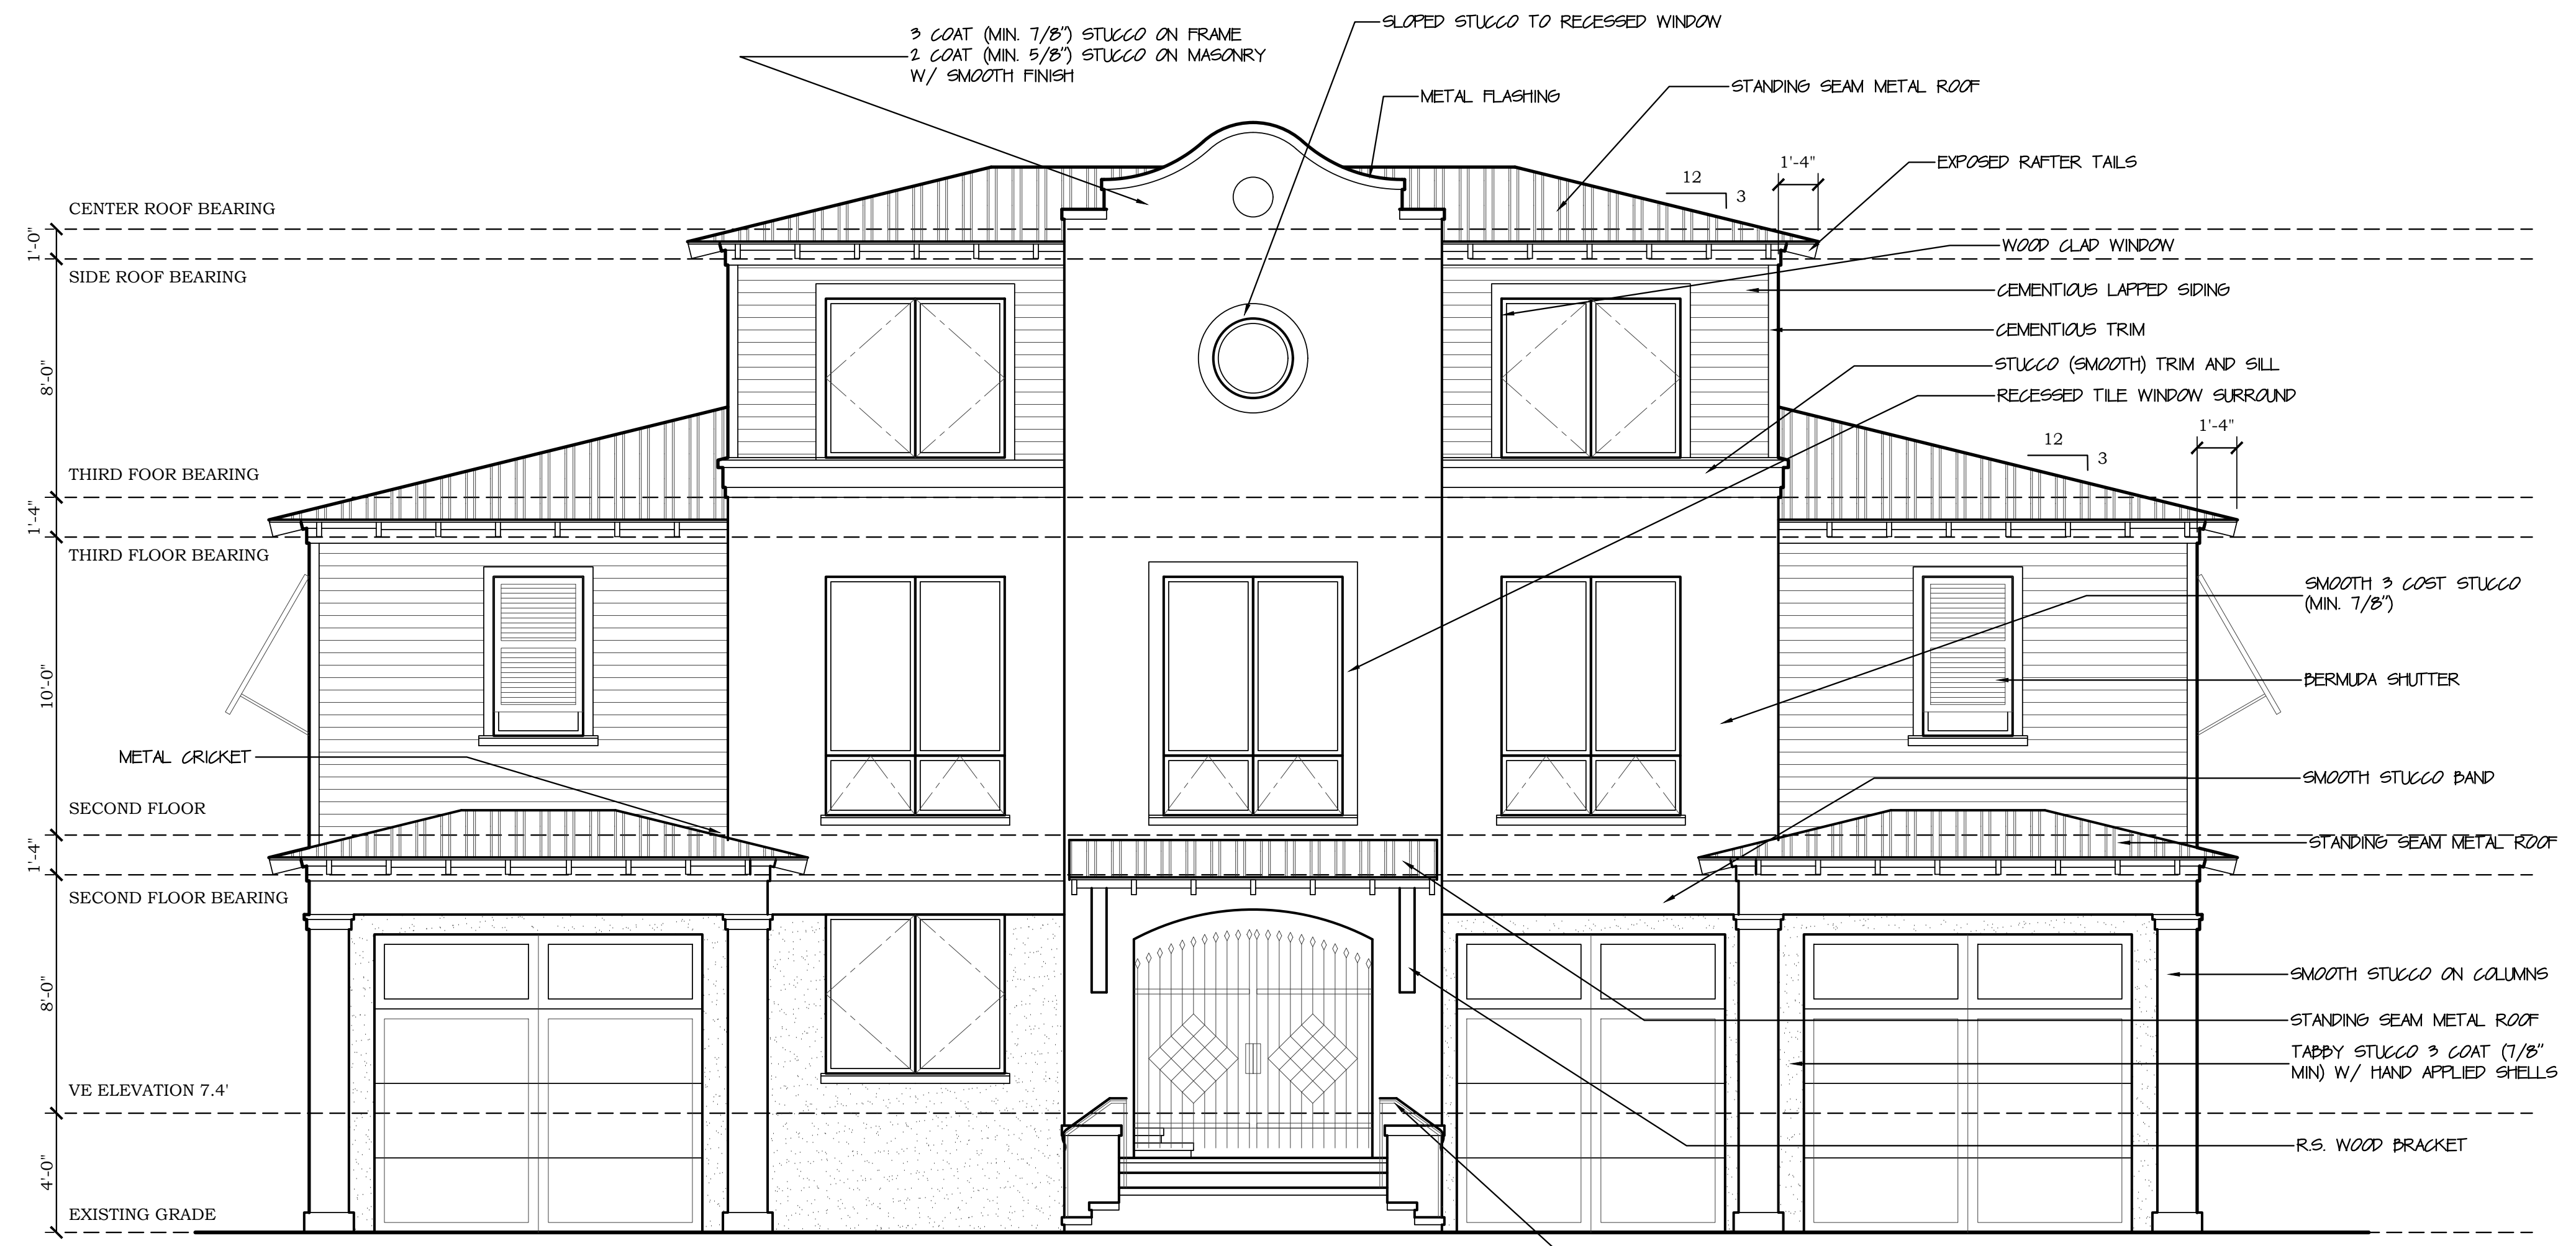 SLOPED STUCCO TO RECESSED WINDOW
3 COAT (MIN. 7/8") STUCCO ON FRAME
2 COAT (MIN. 5/8") STUCCO ON MASONRY
W/ SMOOTH FINISH
STANDING SEAM METAL ROOF
METAL FLASHING
1'-4"
EXPOSED RAFTER TAILS
12
3
CENTER ROOF BEARING
1'-0"
WOOD CLAD WINDOW
SIDE ROOF BEARING
CEMENTIOUS LAPPED SIDING
CEMENTIOUS TRIM
8'-0"
STUCCO (SMOOTH) TRIM AND SILL
RECESSED TILE WINDOW SURROUND
1'-4"
12
3
THIRD FOOR BEARING
1'-4"
THIRD FLOOR BEARING
SMOOTH 3 COST STUCCO
(MIN. 7/8")
10'-0"
BERMUDA SHUTTER
METAL CRICKET
SMOOTH STUCCO BAND
SECOND FLOOR
STANDING SEAM METAL ROOF
1'-4"
SECOND FLOOR BEARING
SMOOTH STUCCO ON COLUMNS
8'-0"
STANDING SEAM METAL ROOF
TABBY STUCCO 3 COAT (7/8"
MIN) W/ HAND APPLIED SHELLS
VE ELEVATION 7.4'
R.S. WOOD BRACKET
4'-0"
EXISTING GRADE